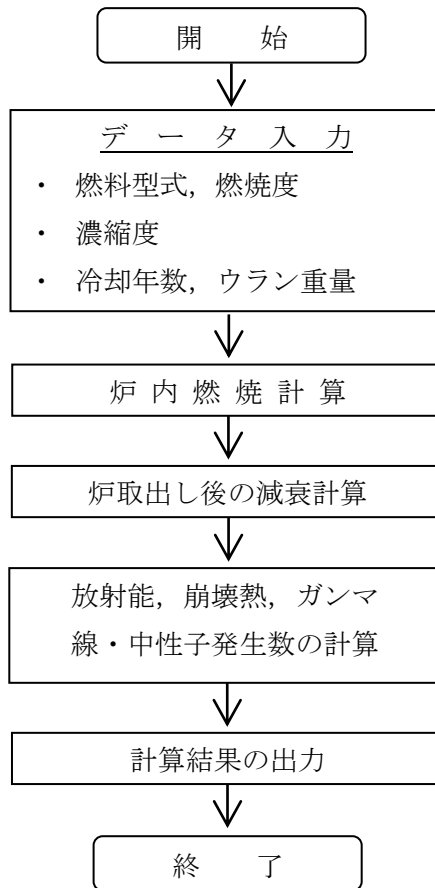 開　　始
デ　ー　タ　入　力
・　燃料型式，燃焼度
・　濃縮度
・　冷却年数，ウラン重量
炉 内 燃 焼 計 算
炉取出し後の減衰計算
放射能，崩壊熱，ガンマ
線・中性子発生数の計算
計算結果の出力
終　　了